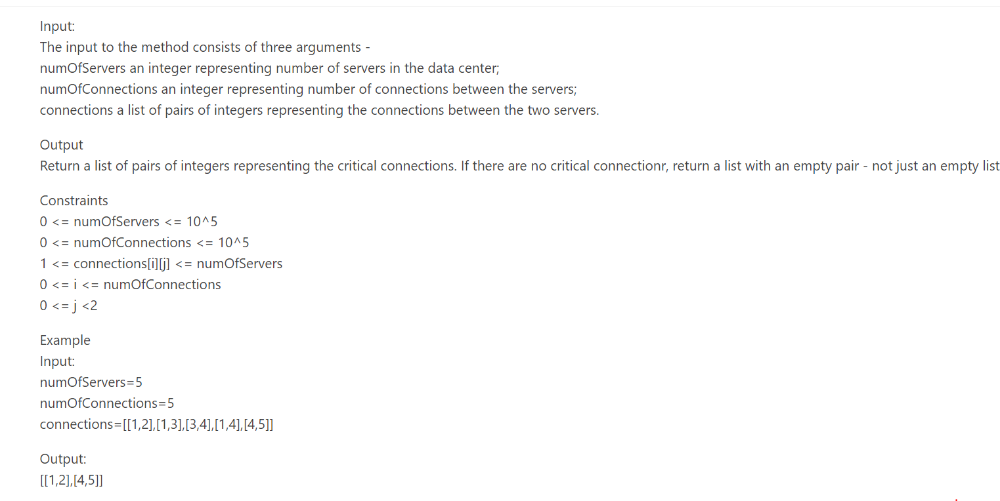 Input:
The input to the method consists of three arguments -
numOfServers an integer representing number of servers in the data center;
numOfConnections an integer representing number of connections between the servers;
connections a list of pairs of integers representing the connections between the two servers.
Output
Return a list of pairs of integers representing the critical connections. If there are no critical connectionr, return a list with an empty pair - not just an empty list
Constraints
0 <= numOfServers <= 10^5
0 <= numOfConnections <= 10^5
1 <= connections[i][j] <= numOfServers
0 <= i <= numOfConnections
0 <= j <2
Example
Input:
numOfServers=5
numOfConnections=5
connections=[[1,2],[1,3],[3,4],[1,4],[4,5]]
Output:
[[1,2],[4,5]]